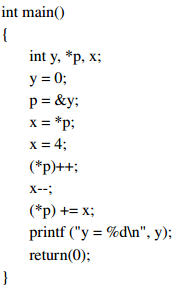 int main()
{
int y, *p, x;
y = 0;
p = &y;
x = *p;
x = 4;
(*p)++;
x--;
(*p) += x;
printf ("y = %d\n", y);
return(0);
}